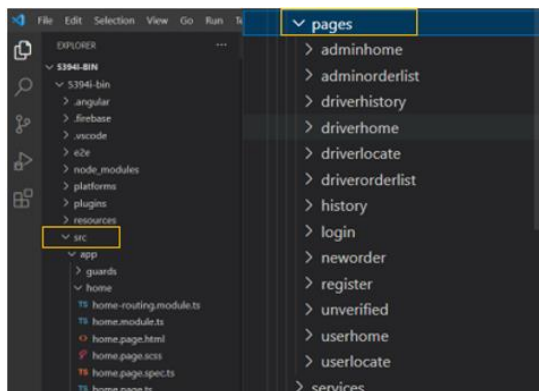 File Edit Selection View Go Run
EXPLORER
S394I-BIN
S394i-bin
.angular
.firebase
.vscode
e2e
node_modules
platforms
plugins
resources
src
app
guards
home
home-routing.module.ts
home.module.ts
home.page.html
home.page.scss
home.page.spec.ts
home.page.ts
pages
adminhome
adminorderlist
driverhistory
driverhome
driverlocate
driverorderlist
history
login
neworder
register
unverified
userhome
userlocate
services